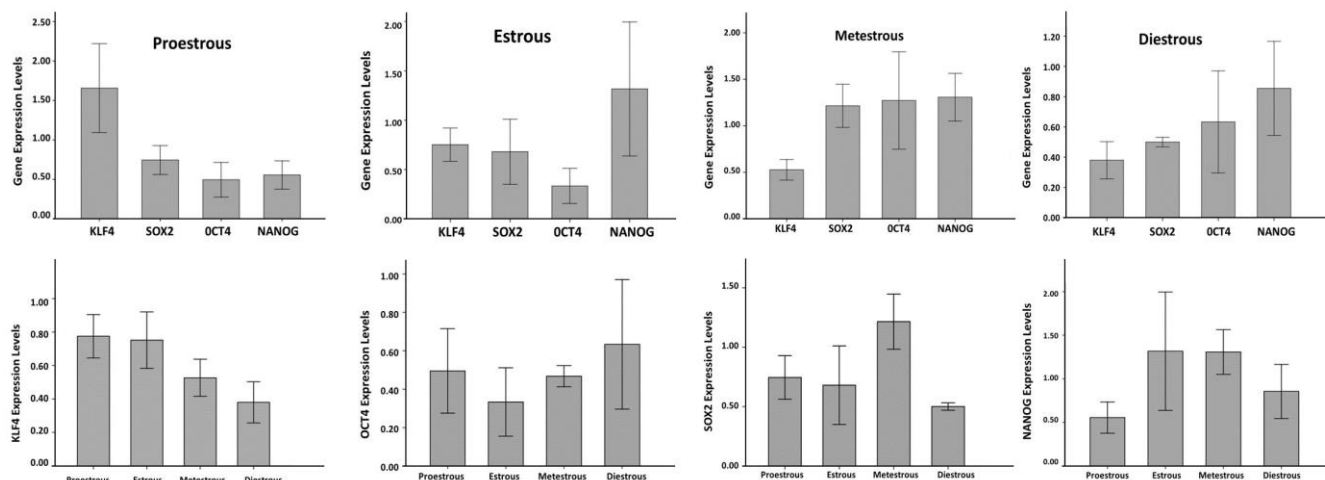 Proestrous
Gene Expression Levels
2.50
2.00
1.50
1.00
0.50
0.00
KLF4 SOX2 0CT4 NANOG
Estrous
Gene Expression Levels
2.00
1.50
1.00
0.50
0.00
KLF4 SOX2 0CT4 NANOG
Metestrous
Gene Expression Levels
2.00
1.50
1.00
0.50
0.00
KLF4 SOX2 0CT4 NANOG
Diestrous
Gene Expression Levels
1.20
1.00
0.80
0.60
0.40
0.20
0.00
KLF4 SOX2 0CT4 NANOG
KLF4 Expression Levels
1.00
0.80
0.60
0.40
0.20
0.00
Proestrous Estrous Metestrous Diestrous
OCT4 Expression Levels
1.00
0.80
0.60
0.40
0.20
0.00
Proestrous Estrous Metestrous Diestrous
SOX2 Expression Levels
1.50
1.00
0.50
0.00
Proestrous Estrous Metestrous Diestrous
NANOG Expression Levels
2.00
1.50
1.00
0.50
0.00
Proestrous Estrous Metestrous Diestrous